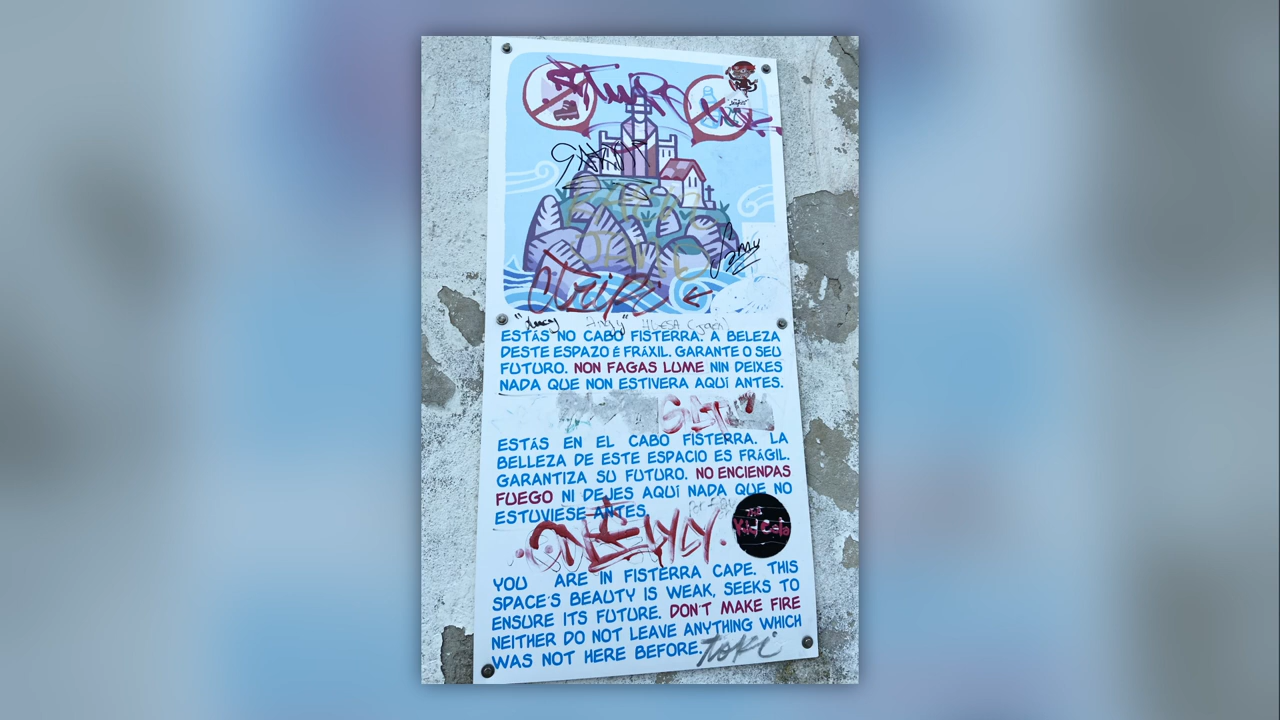 Samy
Trip
"Lucy
ESTÁS NO CABO FISTERRA. A BELEZA
DESTE ESPAZO É FRÁXIL. GARANTE O SEU
FUTURO. NON FAGAS LUME NIN DEIXES
NADA QUE NON ESTIVERA AQUÍ ANTES.
ESTÁS EN EL CABO FISTERRA. LA
BELLEZA DE ESTE ESPACIO ES FRÁGIL.
GARANTIZA SU FUTURO. NO ENCIENDAS
FUEGO NI DEJES AQUÍ NADA QUE NO
ESTUVIESE ANTES.
YOU ARE IN FISTERRA CAPE. THIS
SPACE'S BEAUTY IS WEAK, SEEKS TO
ENSURE ITS FUTURE. DON'T MAKE FIRE
NEITHER DO NOT LEAVE ANYTHING WHICH
WAS NOT HERE BEFORE.